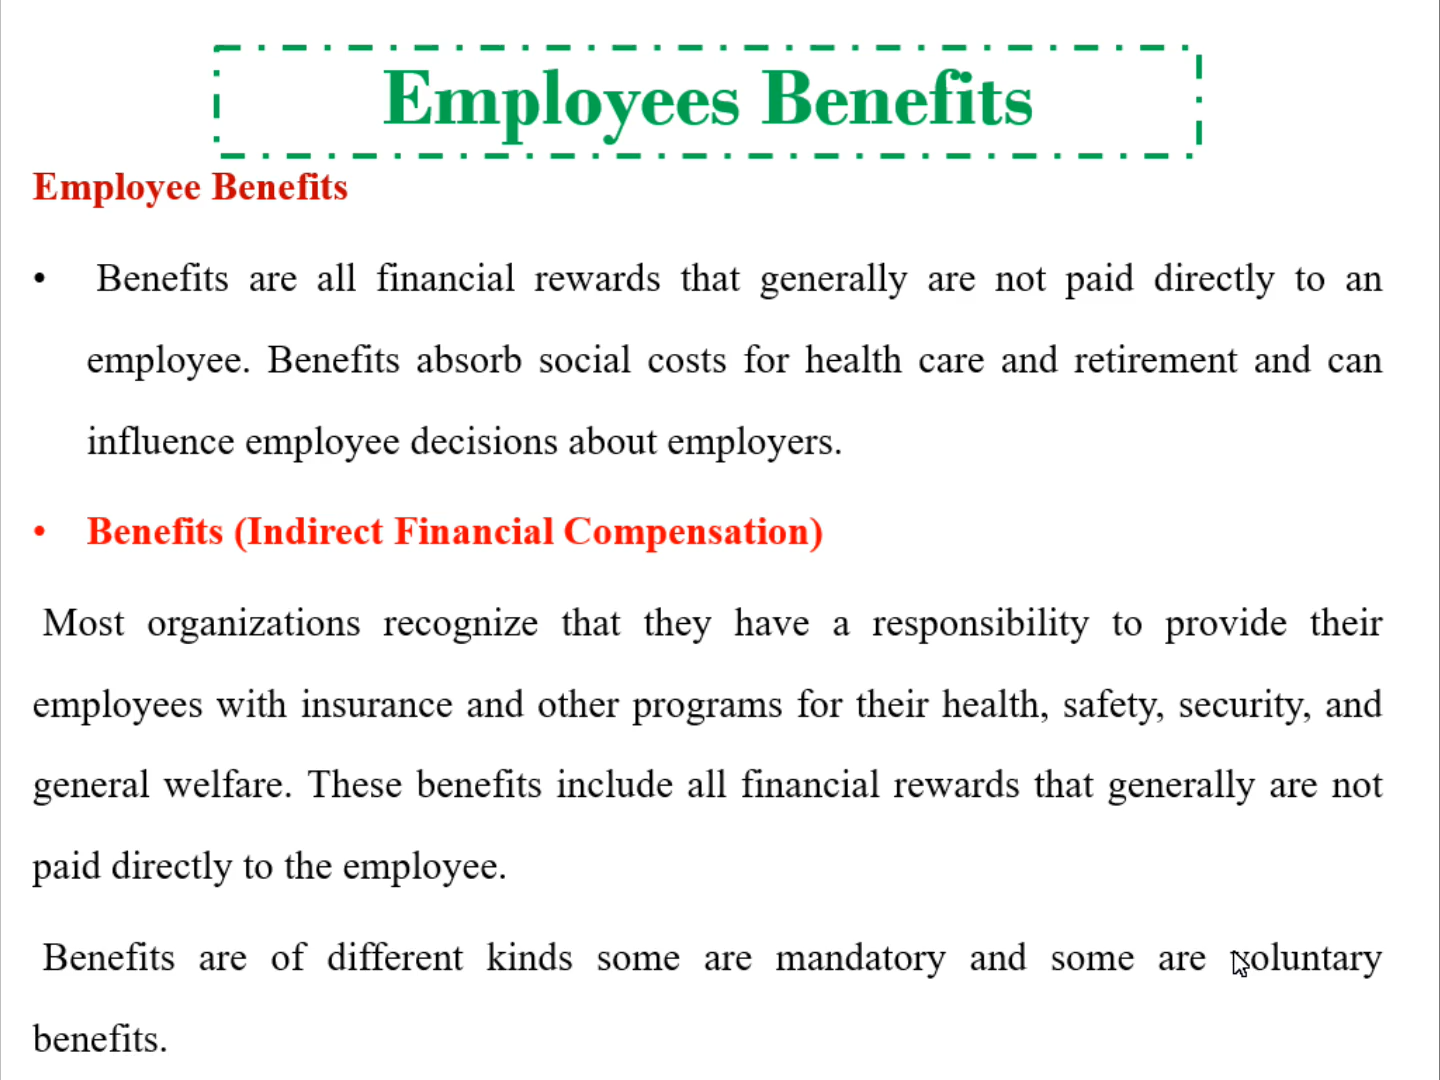 Employees Benefits
Employee Benefits
• Benefits are all financial rewards that generally are not paid directly to an
employee. Benefits absorb social costs for health care and retirement and can
influence employee decisions about employers.
• Benefits (Indirect Financial Compensation)
Most organizations recognize that they have a responsibility to provide their
employees with insurance and other programs for their health, safety, security, and
general welfare. These benefits include all financial rewards that generally are not
paid directly to the employee.
Benefits are of different kinds some are mandatory and some are voluntary
benefits.